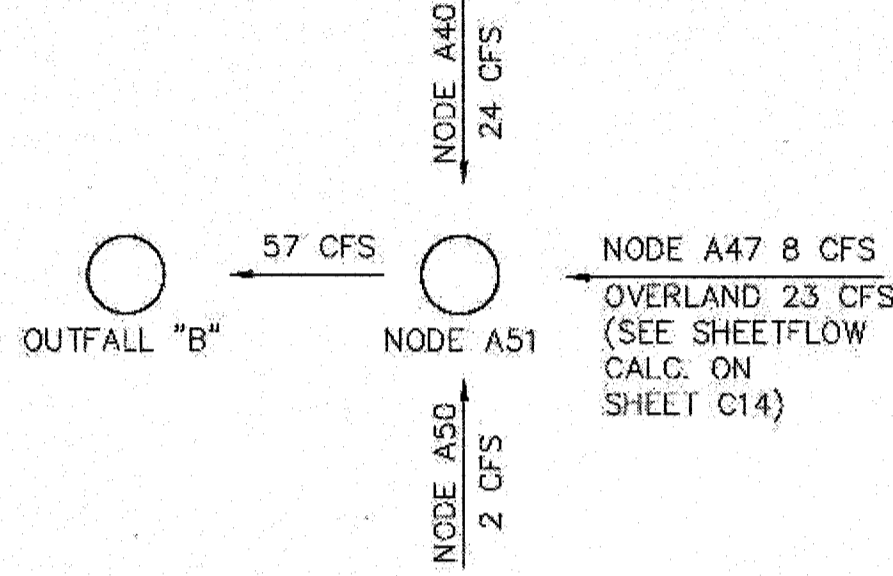 NODE A40
24 CFS
57 CFS
NODE A47 8 CFS
OVERLAND 23 CFS
(SEE SHEETFLOW
CALC. ON
SHEET C14)
OUTFALL "B"
NODE A51
NODE A50
2 CFS